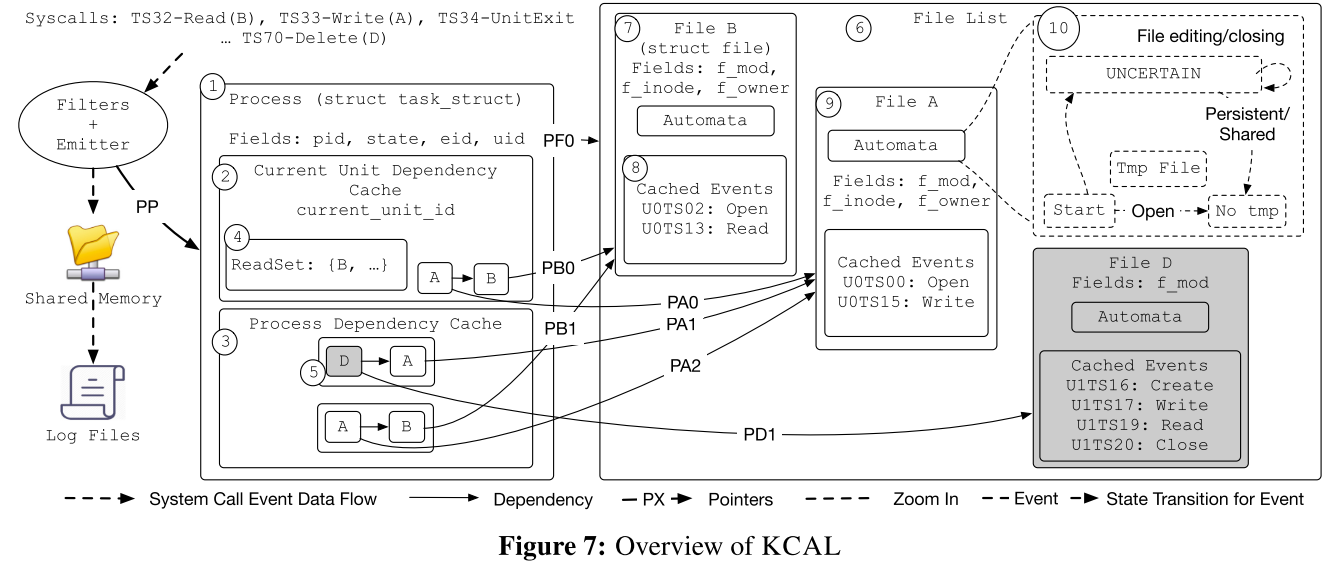 Syscalls: TS32-Read(B), TS33-Write(A), TS34-UnitExit
… TS70-Delete(D)
Filters
+
Emitter
PP
Shared Memory
Log Files
1
Process (struct task_struct)
Fields: pid, state, eid, uid
PF0
2
Current Unit Dependency
Cache
current_unit_id
4
ReadSet: {B, …}
A
B
PB0
PA0
3
Process Dependency Cache
PB1
PA1
5
D
A
PA2
A
B
PD1
6
File List
7
File B
(struct file)
Fields: f_mod,
f_inode, f_owner
Automata
8
Cached Events
U0TS02: Open
U0TS13: Read
9
File A
Automata
Fields: f_mod,
f_inode, f_owner
Cached Events
U0TS00: Open
U0TS15: Write
10
File editing/closing
UNCERTAIN
Persistent/
Shared
Tmp File
Start
Open
No tmp
File D
Fields: f_mod
Automata
Cached Events
U1TS16: Create
U1TS17: Write
U1TS19: Read
U1TS20: Close
System Call Event Data Flow
Dependency
PX
Pointers
Zoom In
Event
State Transition for Event
Figure 7: Overview of KCAL